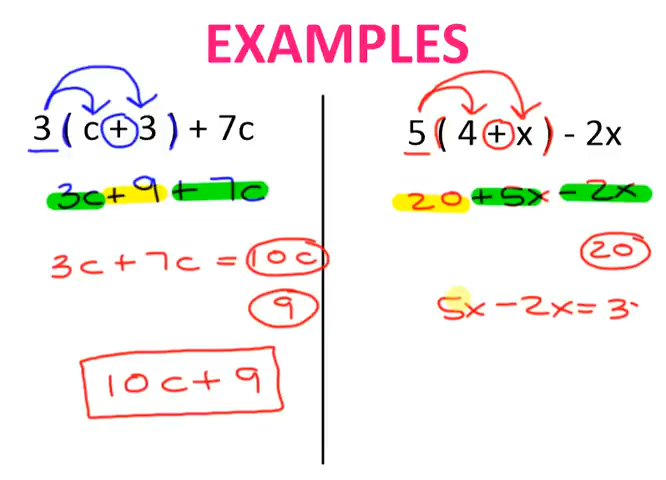 EXAMPLES
3(c+3)+7c
3c+9+7c
3c+7c=10c
9
10c+9
5(4+x)-2x
20+5x-2x
20
5x-2x=3